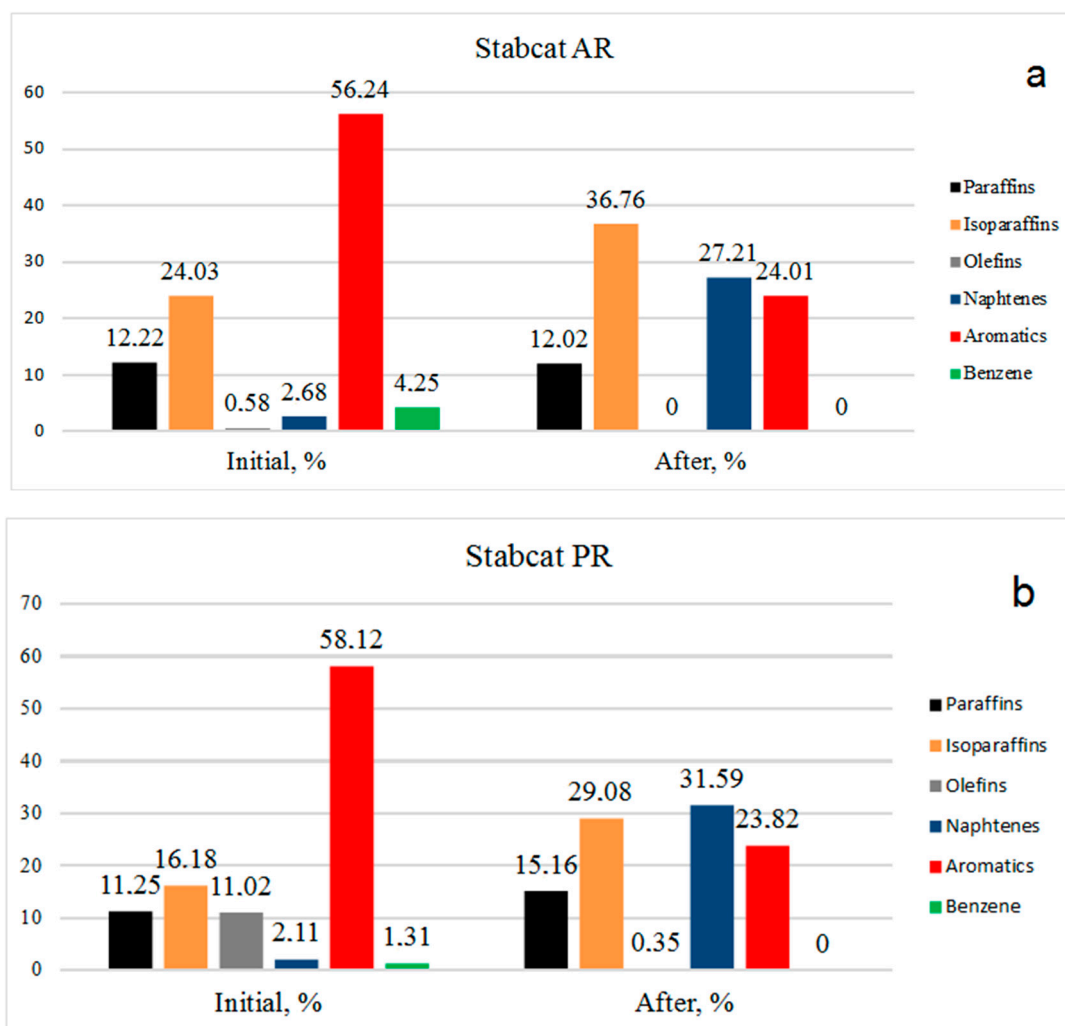 Stabcat AR
a
60
50
40
30
20
10
0
12.22
24.03
0.58
2.68
56.24
4.25
12.02
36.76
0
27.21
24.01
0
Initial, %
After, %
Paraffins
Isoparaffins
Olefins
Naphtenes
Aromatics
Benzene
Stabcat PR
b
70
60
50
40
30
20
10
0
11.25
16.18
11.02
2.11
58.12
1.31
15.16
29.08
0.35
31.59
23.82
0
Initial, %
After, %
Paraffins
Isoparaffins
Olefins
Naphtenes
Aromatics
Benzene